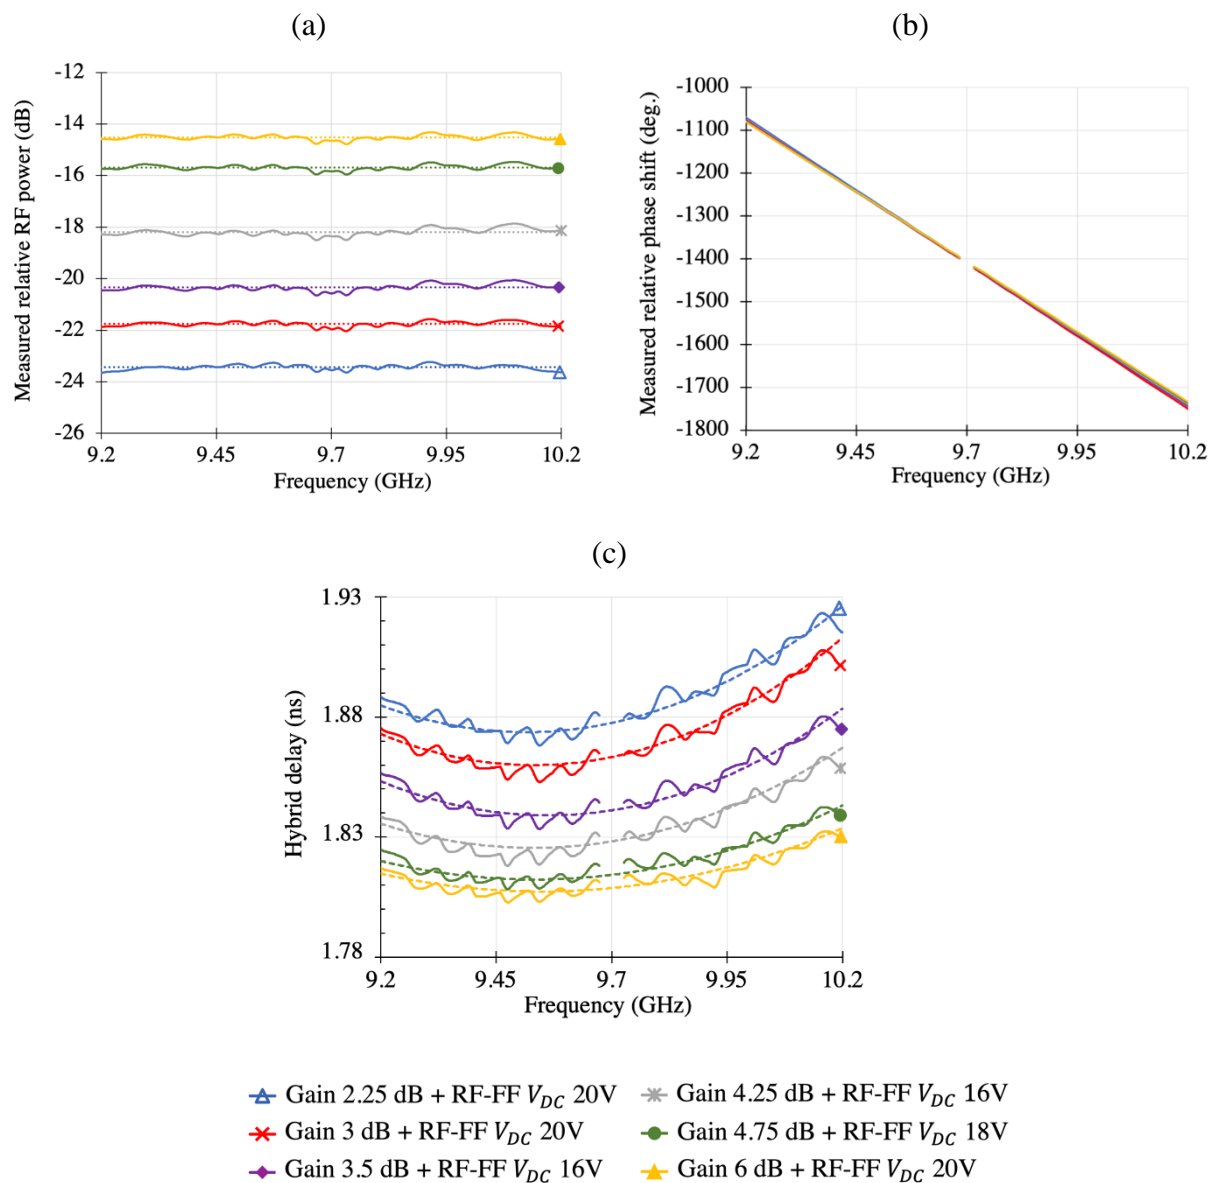 (a)
(b)
Measured relative RF power (dB)
-12
-14
-16
-18
-20
-22
-24
-26
9.2 9.45 9.7 9.95 10.2
Frequency (GHz)
Measured relative phase shift (deg.)
-1000
-1100
-1200
-1300
-1400
-1500
-1600
-1700
-1800
9.2 9.45 9.7 9.95 10.2
Frequency (GHz)
(c)
Hybrid delay (ns)
1.93
1.88
1.83
1.78
9.2 9.45 9.7 9.95 10.2
Frequency (GHz)
Gain 2.25 dB + RF-FF V_DC 20V
Gain 4.25 dB + RF-FF V_DC 16V
Gain 3 dB + RF-FF V_DC 20V
Gain 4.75 dB + RF-FF V_DC 18V
Gain 3.5 dB + RF-FF V_DC 16V
Gain 6 dB + RF-FF V_DC 20V